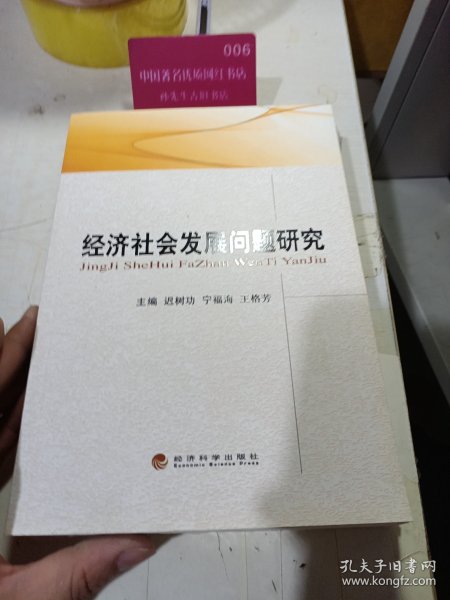 006
中国著名优质网红书店
孙先生古旧书店
经济社会发展问题研究
JingJi SheHui FaZhan WenTi YanJiu
主编 迟树功 宁福海 王格芳
经济科学出版社
Economic Science Press
孔夫子旧书网
www.kongfz.com